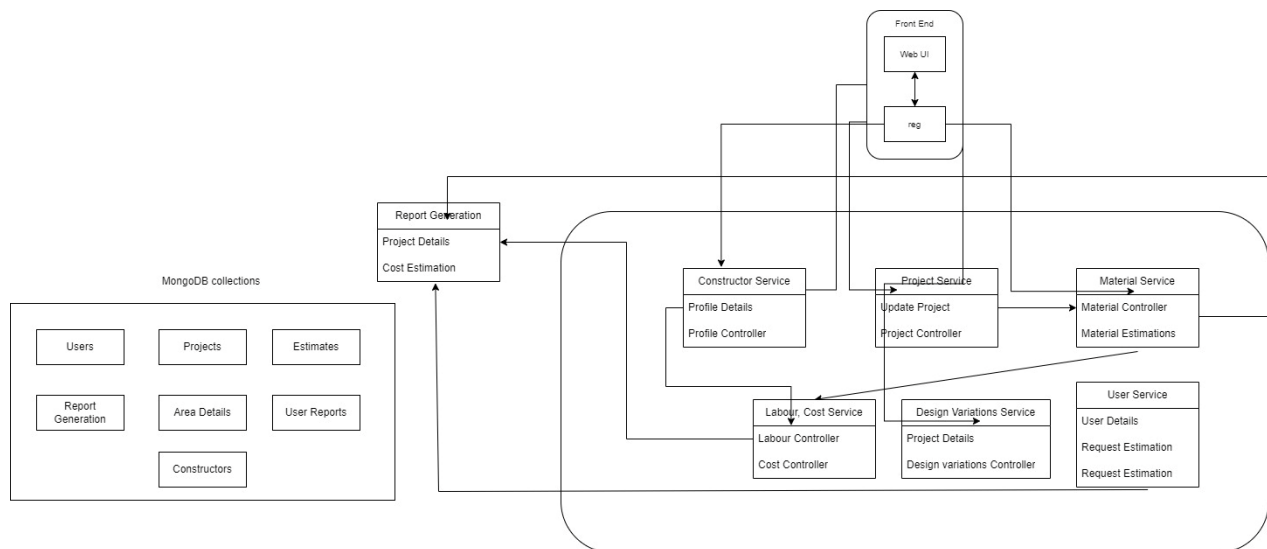 Front End
Web UI
reg
Report Generation
Project Details
Cost Estimation
MongoDB collections
Users
Projects
Estimates
Report
Generation
Area Details
User Reports
Constructors
Constructor Service
Profile Details
Profile Controller
Project Service
Update Project
Project Controller
Material Service
Material Controller
Material Estimations
Labour, Cost Service
Labour Controller
Cost Controller
Design Variations Service
Project Details
Design variations Controller
User Service
User Details
Request Estimation
Request Estimation